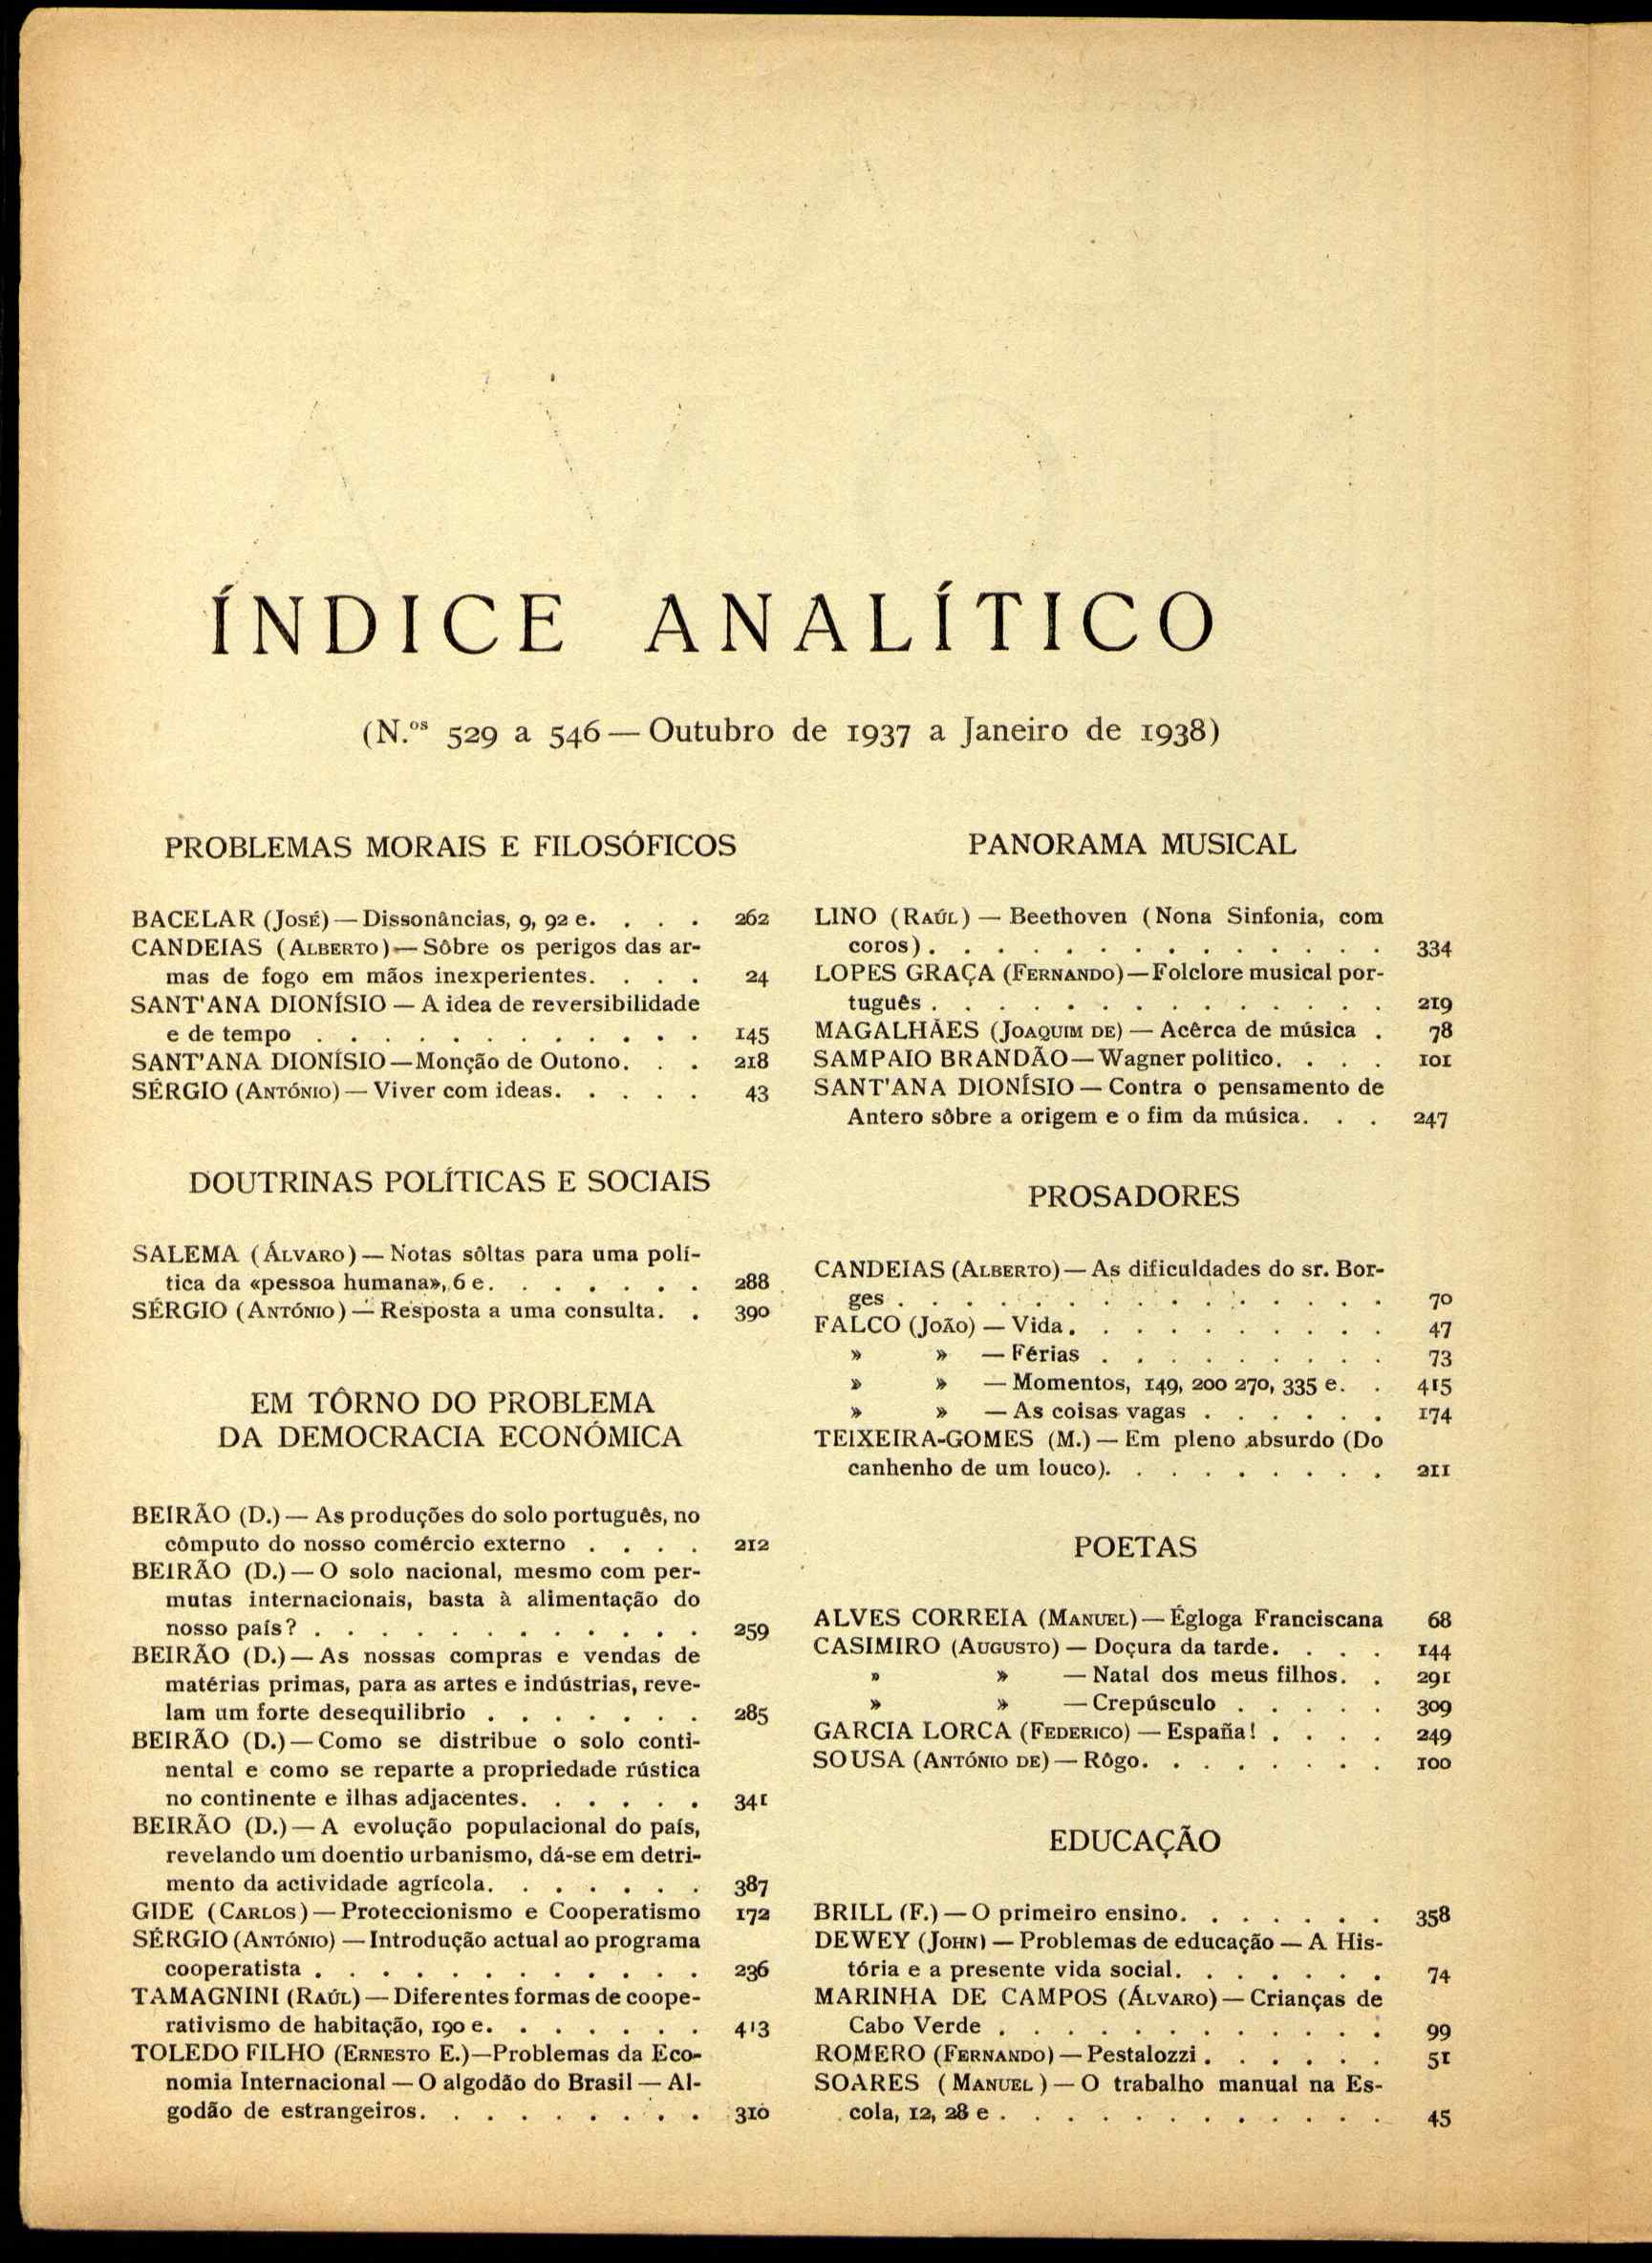 ÍNDICE ANALÍTICO
(N.os 529 a 546 — Outubro de 1937 a Janeiro de 1938)
PROBLEMAS MORAIS E FILOSÓFICOS
BACELAR (José) — Dissonâncias, 9, 92 e. . . . 262
CANDEIAS (Alberto) — Sôbre os perigos das ar-
mas de fogo em mãos inexperientes. . . . 24
SANT'ANA DIONÍSIO — A idea de reversibilidade
e de tempo . . . . . . . . . . . . 145
SANT'ANA DIONÍSIO — Monção de Outono. . . 218
SÉRGIO (António) — Viver com ideas. . . . . 43
DOUTRINAS POLÍTICAS E SOCIAIS
SALEMA (Álvaro) — Notas sôltas para uma polí-
tica da «pessoa humana», 6 e. . . . . . . 288
SÉRGIO (António) — Resposta a uma consulta. . 390
EM TÔRNO DO PROBLEMA
DA DEMOCRACIA ECONÓMICA
BEIRÃO (D.) — As produções do solo português, no
cômputo do nosso comércio externo . . . . 212
BEIRÃO (D.) — O solo nacional, mesmo com per-
mutas internacionais, basta à alimentação do
nosso país? . . . . . . . . . . . . 259
BEIRÃO (D.) — As nossas compras e vendas de
matérias primas, para as artes e indústrias, reve-
lam um forte desequilibrio . . . . . . . 285
BEIRÃO (D.) — Como se distribue o solo conti-
nental e como se reparte a propriedade rústica
no continente e ilhas adjacentes. . . . . . 341
BEIRÃO (D.) — A evolução populacional do país,
revelando um doentio urbanismo, dá-se em detri-
mento da actividade agrícola. . . . . . . 387
GIDE (Carlos) — Proteccionismo e Cooperatismo 172
SÉRGIO (António) — Introdução actual ao programa
cooperatista . . . . . . . . . . . . 236
TAMAGNINI (Raúl) — Diferentes formas de coope-
rativismo de habitação, 190 e. . . . . . . 413
TOLEDO FILHO (Ernesto E.) — Problemas da Eco-
nomia Internacional — O algodão do Brasil — Al-
godão de estrangeiros. . . . . . . . . 310
PANORAMA MUSICAL
LINO (Raúl) — Beethoven (Nona Sinfonia, com
coros) . . . . . . . . . . . . . . 334
LOPES GRAÇA (Fernando) — Folclore musical por-
tuguês . . . . . . . . . . . . . . 219
MAGALHÃES (Joaquim de) — Acêrca de música . 78
SAMPAIO BRANDÃO — Wagner politico. . . . 101
SANT'ANA DIONÍSIO — Contra o pensamento de
Antero sôbre a origem e o fim da música. . . 247
PROSADORES
CANDEIAS (Alberto) — As dificuldades do sr. Bor-
ges . . . . . . . . . . . . . . . 70
FALCO (João) — Vida. . . . . . . . . . 47
» » — Férias . . . . . . . . . 73
» » — Momentos, 149, 200 270, 335 e. . 415
» » — As coisas vagas . . . . . . 174
TEIXEIRA-GOMES (M.) — Em pleno absurdo (Do
canhenho de um louco). . . . . . . . . 211
POETAS
ALVES CORREIA (Manuel) — Égloga Franciscana 68
CASIMIRO (Augusto) — Doçura da tarde. . . . 144
» » — Natal dos meus filhos. . 291
» » — Crepúsculo . . . . . 309
GARCIA LORCA (Federico) — España! . . . . 249
SOUSA (António de) — Rôgo. . . . . . . . 100
EDUCAÇÃO
BRILL (F.) — O primeiro ensino. . . . . . . 358
DEWEY (John) — Problemas de educação — A His-
tória e a presente vida social. . . . . . . 74
MARINHA DE CAMPOS (Álvaro) — Crianças de
Cabo Verde . . . . . . . . . . . . 99
ROMERO (Fernando) — Pestalozzi . . . . . . 51
SOARES (Manuel) — O trabalho manual na Es-
cola, 12, 28 e . . . . . . . . . . . . 45